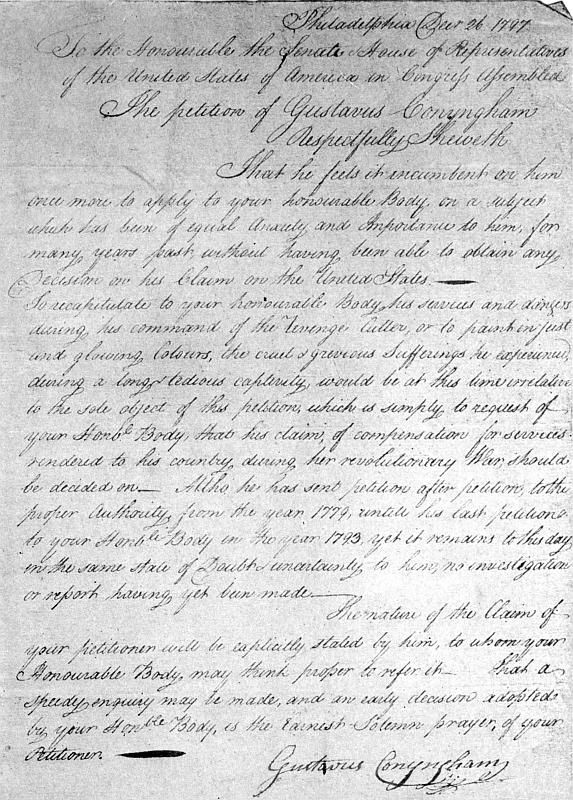 Philadelphia Decr 26. 1797
To the Honourable the Senate & House of Representatives
of the United States of America in Congress Assembled
The petition of Gustavus Conyngham
Respectfully Sheweth
That he feels it incumbent on him
once more to apply to your honourable Body, on a subject
which has been of equal Anxiety and Importance to him, for
many years past, without having been able to obtain any
Decision on his Claim on the United States.
To recapitulate to your honourable Body, his services and dangers
during his command of the Revenge Cutter, or to paint in just
and glowing Colours, the cruel & grevious Sufferings he experienced,
during a long & tedious captivity, would be at this time irrelative
to the sole object of this petition, which is simply to request of
your Honble Body, that his claim, of compensation for services
rendered to his country, during her revolutionary War, should
be decided on — Altho he has sent petition after petition, to the
proper Authority, from the year 1779, untill his last petition
to your Honble Body in the year 1793, yet it remains to this day
in the same state of Doubt & uncertainty to him, no investigation
or report having yet been made —
The nature of the Claim of
your petitioner will be explicitly stated by him, to whom your
Honourable Body, may think proper to refer it — That a
speedy enquiry may be made, and an early decision adopted
by your Honble Body, is the Earnest & Solemn prayer, of your
Petitioner.
Gustavus Conyngham